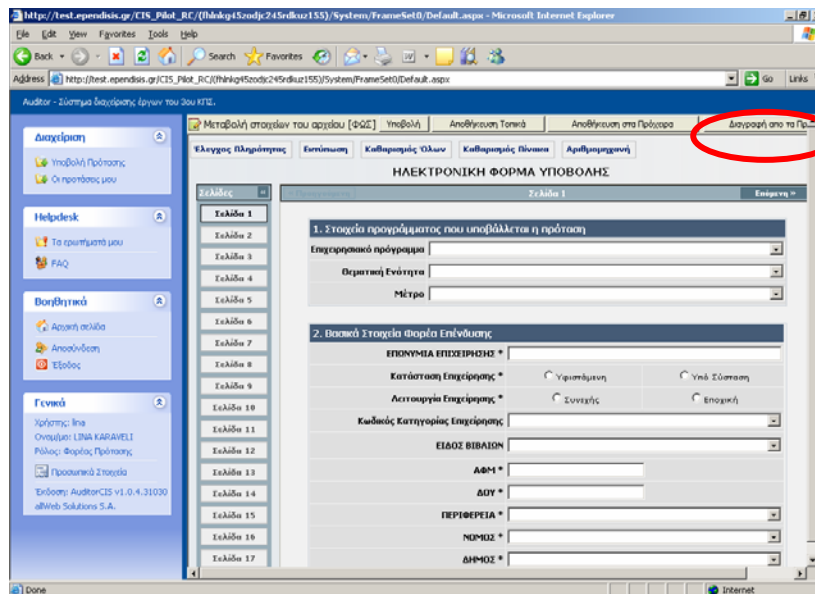 http://test.ependisis.gr/CIS_Pilot_RC/(fhlnkg45zodjc245rdkuz155)/System/FrameSet0/Default.aspx - Microsoft Internet Explorer
File Edit View Favorites Tools Help
Back Search Favorites
Address http://test.ependisis.gr/CIS_Pilot_RC/(fhlnkg45zodjc245rdkuz155)/System/FrameSet0/Default.aspx Go Links
Auditor - Σύστημα διαχείρισης έργων του 3ου ΚΠΣ.
Μεταβολή στοιχείων του αρχείου [ΦΩΣ] Υποβολή Αποθήκευση Τοπικά Αποθήκευση στα Πρόχειρα Διαγραφή απο τα Πρ...
Διαχείριση
Υποβολή Πρότασης
Οι προτάσεις μου
Helpdesk
Τα ερωτήματά μου
FAQ
Βοηθητικά
Αρχική σελίδα
Αποσύνδεση
Έξοδος
Γενικά
Χρήστης: lina
Ονομ/μο: LINA KARAVELI
Ρόλος: Φορέας Πρότασης
Προσωπικά Στοιχεία
Έκδοση: AuditorCIS v1.0.4.31030
allWeb Solutions S.A.
Έλεγχος Πληρότητας Εκτύπωση Καθαρισμός Όλων Καθαρισμός Πίνακα Αριθμομηχανή
ΗΛΕΚΤΡΟΝΙΚΗ ΦΟΡΜΑ ΥΠΟΒΟΛΗΣ
Σελίδες
Σελίδα 1
Σελίδα 2
Σελίδα 3
Σελίδα 4
Σελίδα 5
Σελίδα 6
Σελίδα 7
Σελίδα 8
Σελίδα 9
Σελίδα 10
Σελίδα 11
Σελίδα 12
Σελίδα 13
Σελίδα 14
Σελίδα 15
Σελίδα 16
Σελίδα 17
Σελίδα 1 Επόμενη »
1. Στοιχεία προγράμματος που υποβάλλεται η πρόταση
Επιχειρησιακό πρόγραμμα
Θεματική Ενότητα
Μέτρο
2. Βασικά Στοιχεία Φορέα Επένδυσης
ΕΠΩΝΥΜΙΑ ΕΠΙΧΕΙΡΗΣΗΣ *
Κατάσταση Επιχείρησης * Υφιστάμενη Υπό Σύσταση
Λειτουργία Επιχείρησης * Συνεχής Εποχική
Κωδικός Κατηγορίας Επιχείρησης
ΕΙΔΟΣ ΒΙΒΛΙΩΝ
ΑΦΜ *
ΔΟΥ *
ΠΕΡΙΦΕΡΕΙΑ *
ΝΟΜΟΣ *
ΔΗΜΟΣ *
Done Internet